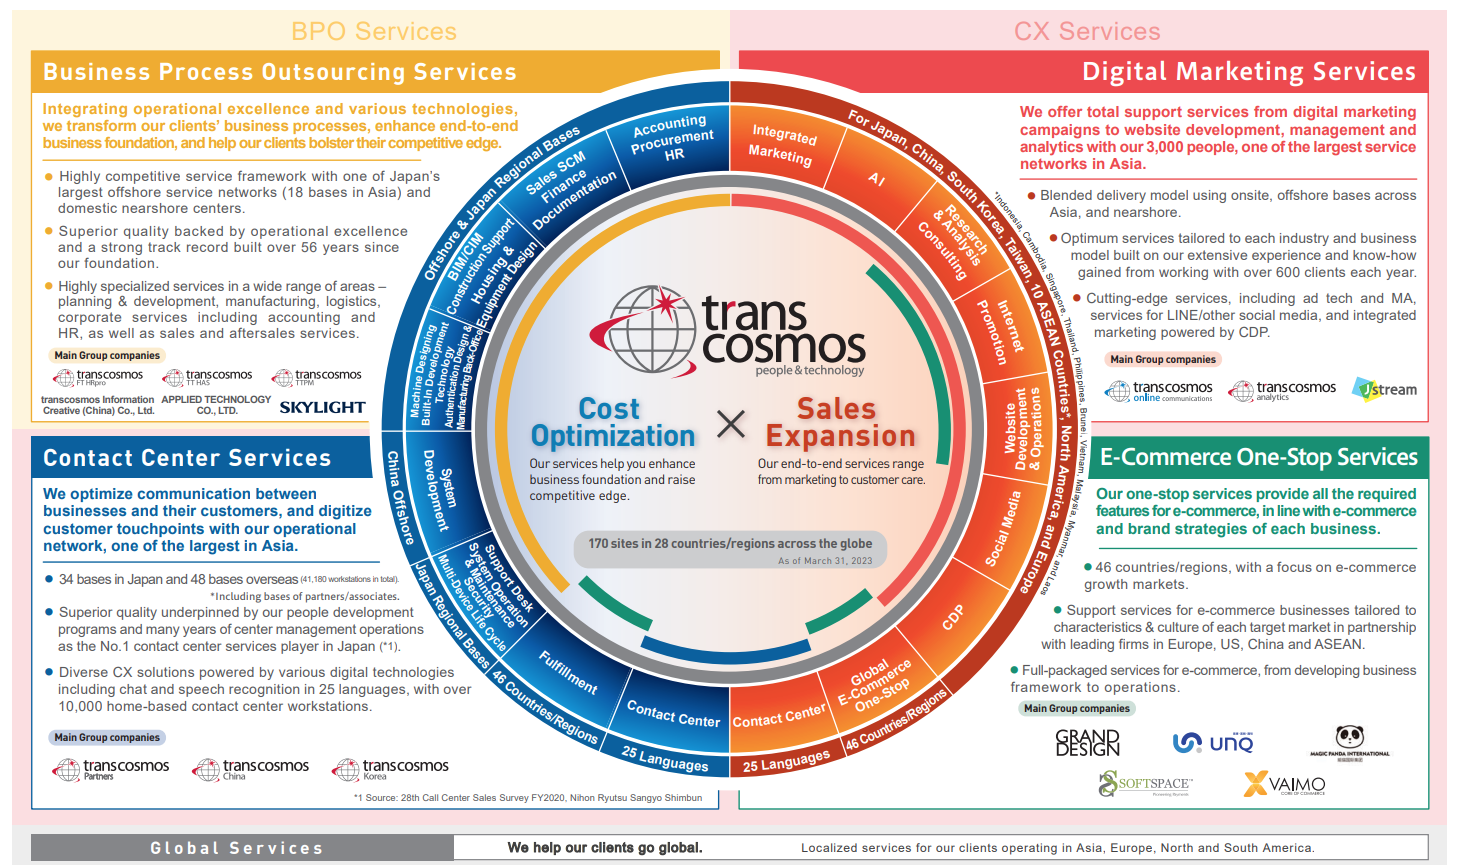 BPO Services
CX Services
Business Process Outsourcing Services
Integrating operational excellence and various technologies,
we transform our clients' business processes, enhance end-to-end
business foundation, and help our clients bolster their competitive edge.
● Highly competitive service framework with one of Japan's
largest offshore service networks (18 bases in Asia) and
domestic nearshore centers.
● Superior quality backed by operational excellence
and a strong track record built over 56 years since
our foundation.
● Highly specialized services in a wide range of areas –
planning & development, manufacturing, logistics,
corporate services including accounting and
HR, as well as sales and aftersales services.
Main Group companies
transcosmos
FT HRpro
transcosmos
TT HAS
transcosmos
TTPM
transcosmos Information
Creative (China) Co., Ltd.
APPLIED TECHNOLOGY
CO., LTD.
SKYLIGHT
Digital Marketing Services
We offer total support services from digital marketing
campaigns to website development, management and
analytics with our 3,000 people, one of the largest service
networks in Asia.
● Blended delivery model using onsite, offshore bases across
Asia, and nearshore.
● Optimum services tailored to each industry and business
model built on our extensive experience and know-how
gained from working with over 600 clients each year.
● Cutting-edge services, including ad tech and MA,
services for LINE/other social media, and integrated
marketing powered by CDP.
Main Group companies
transcosmos
online communications
transcosmos
analytics
Jstream
Offshore & Japan Regional Bases
China Offshore
Japan Regional Bases
46 Countries/Regions
25 Languages
Accounting
Procurement
HR
Sales SCM
Finance
Documentation
BIM/CIM
Construction Support
Housing &
Equipment Design
Machine Designing
Built-In Development
Technology
Authentication Design &
Manufacturing Back-Office
System
Development
Support Desk
System Operation
& Maintenance
Security
Multi-Device Life Cycle
Fulfillment
Contact Center
For Japan, China, South Korea, Taiwan, 10 ASEAN Countries*, North America, and Europe
*Indonesia, Cambodia, Singapore, Thailand, Philippines, Brunei, Vietnam, Malaysia, Myanmar, and Laos
46 Countries/Regions
25 Languages
Integrated
Marketing
AI
Research
& Analysis
Consulting
Internet
Promotion
Website
Development
& Operations
Social Media
CDP
Global
E-Commerce
One-Stop
Contact Center
trans
cosmos
people & technology
Cost
Optimization
×
Sales
Expansion
Our services help you enhance
business foundation and raise
competitive edge.
Our end-to-end services range
from marketing to customer care.
170 sites in 28 countries/regions across the globe
As of March 31, 2023
Contact Center Services
We optimize communication between
businesses and their customers, and digitize
customer touchpoints with our operational
network, one of the largest in Asia.
● 34 bases in Japan and 48 bases overseas (41,180 workstations in total).
*Including bases of partners/associates.
● Superior quality underpinned by our people development
programs and many years of center management operations
as the No.1 contact center services player in Japan (*1).
● Diverse CX solutions powered by various digital technologies
including chat and speech recognition in 25 languages, with over
10,000 home-based contact center workstations.
Main Group companies
transcosmos
Partners
transcosmos
China
transcosmos
Korea
*1 Source: 28th Call Center Sales Survey FY2020, Nihon Ryutsu Sangyo Shimbun
E-Commerce One-Stop Services
Our one-stop services provide all the required
features for e-commerce, in line with e-commerce
and brand strategies of each business.
● 46 countries/regions, with a focus on e-commerce
growth markets.
● Support services for e-commerce businesses tailored to
characteristics & culture of each target market in partnership
with leading firms in Europe, US, China and ASEAN.
● Full-packaged services for e-commerce, from developing business
framework to operations.
Main Group companies
GRAND
DESIGN
UNQ
MAGIC PANDA INTERNATIONAL
SOFTSPACE
VAIMO
CORE OF COMMERCE
Global Services
We help our clients go global.
Localized services for our clients operating in Asia, Europe, North and South America.